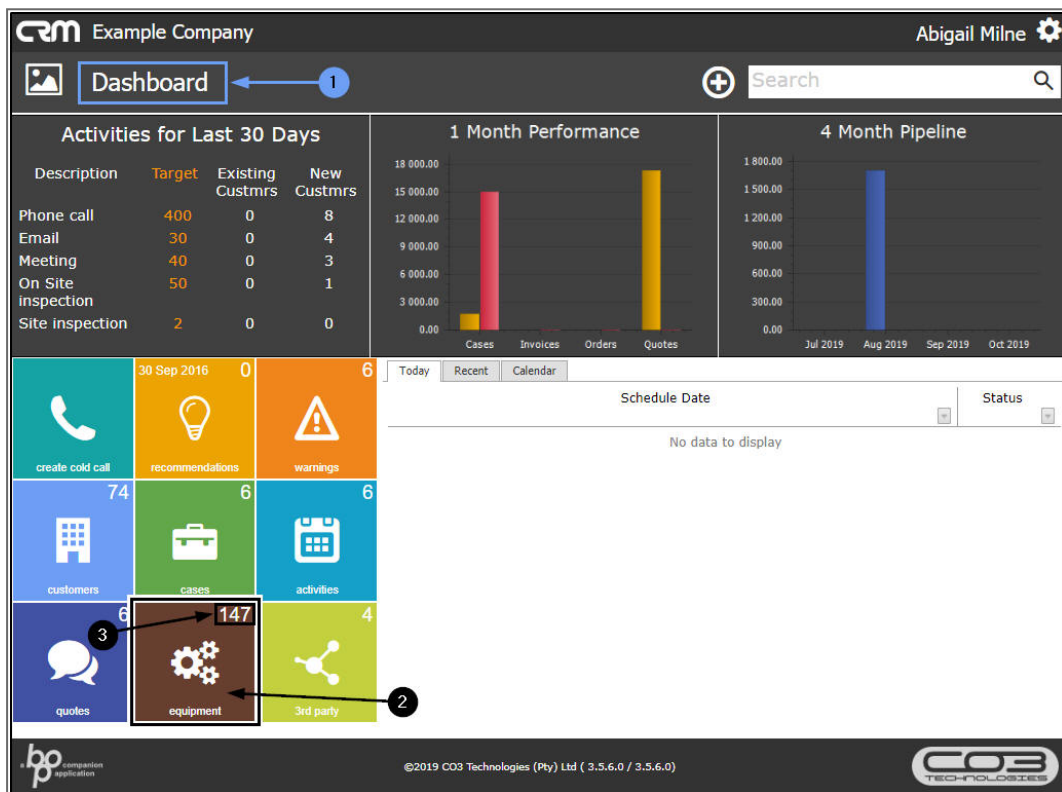 CRM Example Company
Abigail Milne
Dashboard
1
Search
Activities for Last 30 Days
Description Target Existing Custmrs New Custmrs
Phone call 400 0 8
Email 30 0 4
Meeting 40 0 3
On Site inspection 50 0 1
Site inspection 2 0 0
1 Month Performance
18 000.00
15 000.00
12 000.00
9 000.00
6 000.00
3 000.00
0.00
Cases Invoices Orders Quotes
4 Month Pipeline
1 800.00
1 500.00
1 200.00
900.00
600.00
300.00
0.00
Jul 2019 Aug 2019 Sep 2019 Oct 2019
create cold call
30 Sep 2016 0
recommendations
6
warnings
74
customers
6
cases
6
activities
6
quotes
147
equipment
4
3rd party
3
2
Today Recent Calendar
Schedule Date Status
No data to display
a bpo companion application
©2019 CO3 Technologies (Pty) Ltd ( 3.5.6.0 / 3.5.6.0)
CO3
TECHNOLOGIES